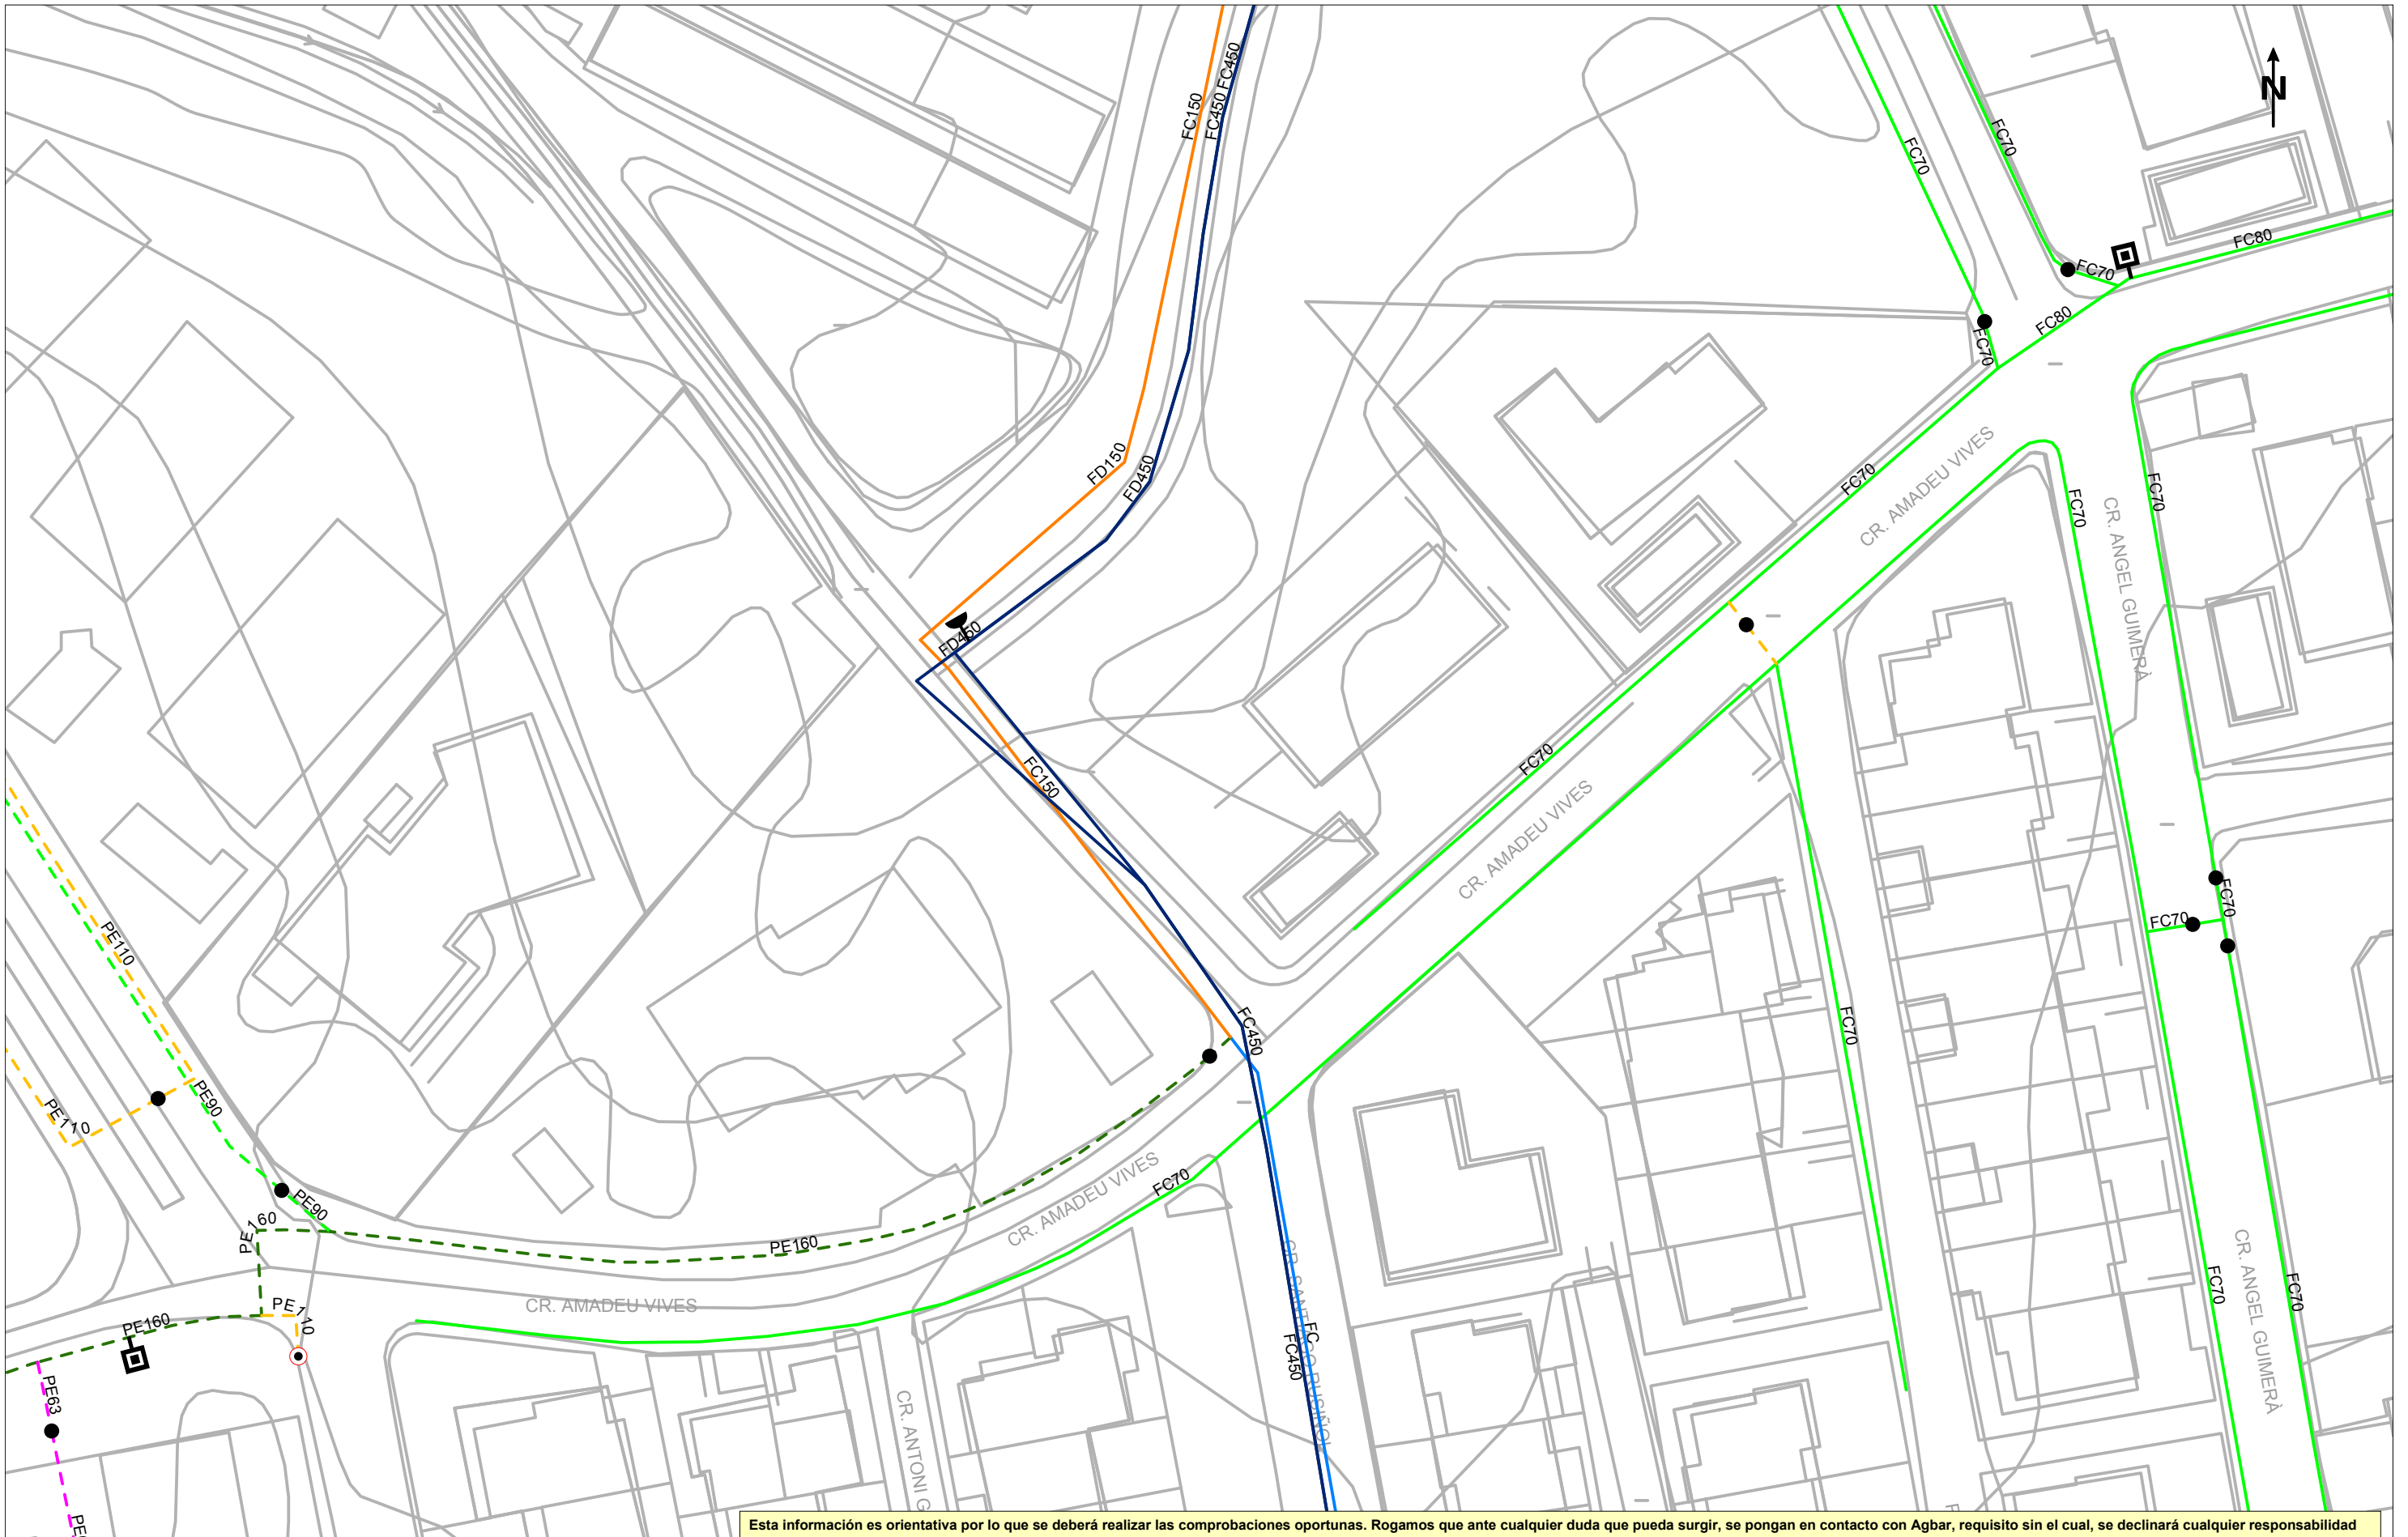 FC450
FC150
FC450
FC70
FC70
N
FC80
FC70
FC80
FC70
FD150
FD450
FC70
CR. AMADEU VIVES
FC70
FC70
CR. ANGEL GUIMERÀ
FD450
FC150
FC70
CR. AMADEU VIVES
FC70
FC70
PE110
FC450
FC70
PE90
PE110
CR. AMADEU VIVES
FC70
PE90
PE160
PE160
CR. AMADEU VIVES
PE110
PE160
FC70
FC70
CR. ANGEL GUIMERÀ
FC450
PE63
CR. ANTONI G
Esta información es orientativa por lo que se deberá realizar las comprobaciones oportunas. Rogamos que ante cualquier duda que pueda surgir, se pongan en contacto con Agbar, requisito sin el cual, se declinará cualquier responsabilidad